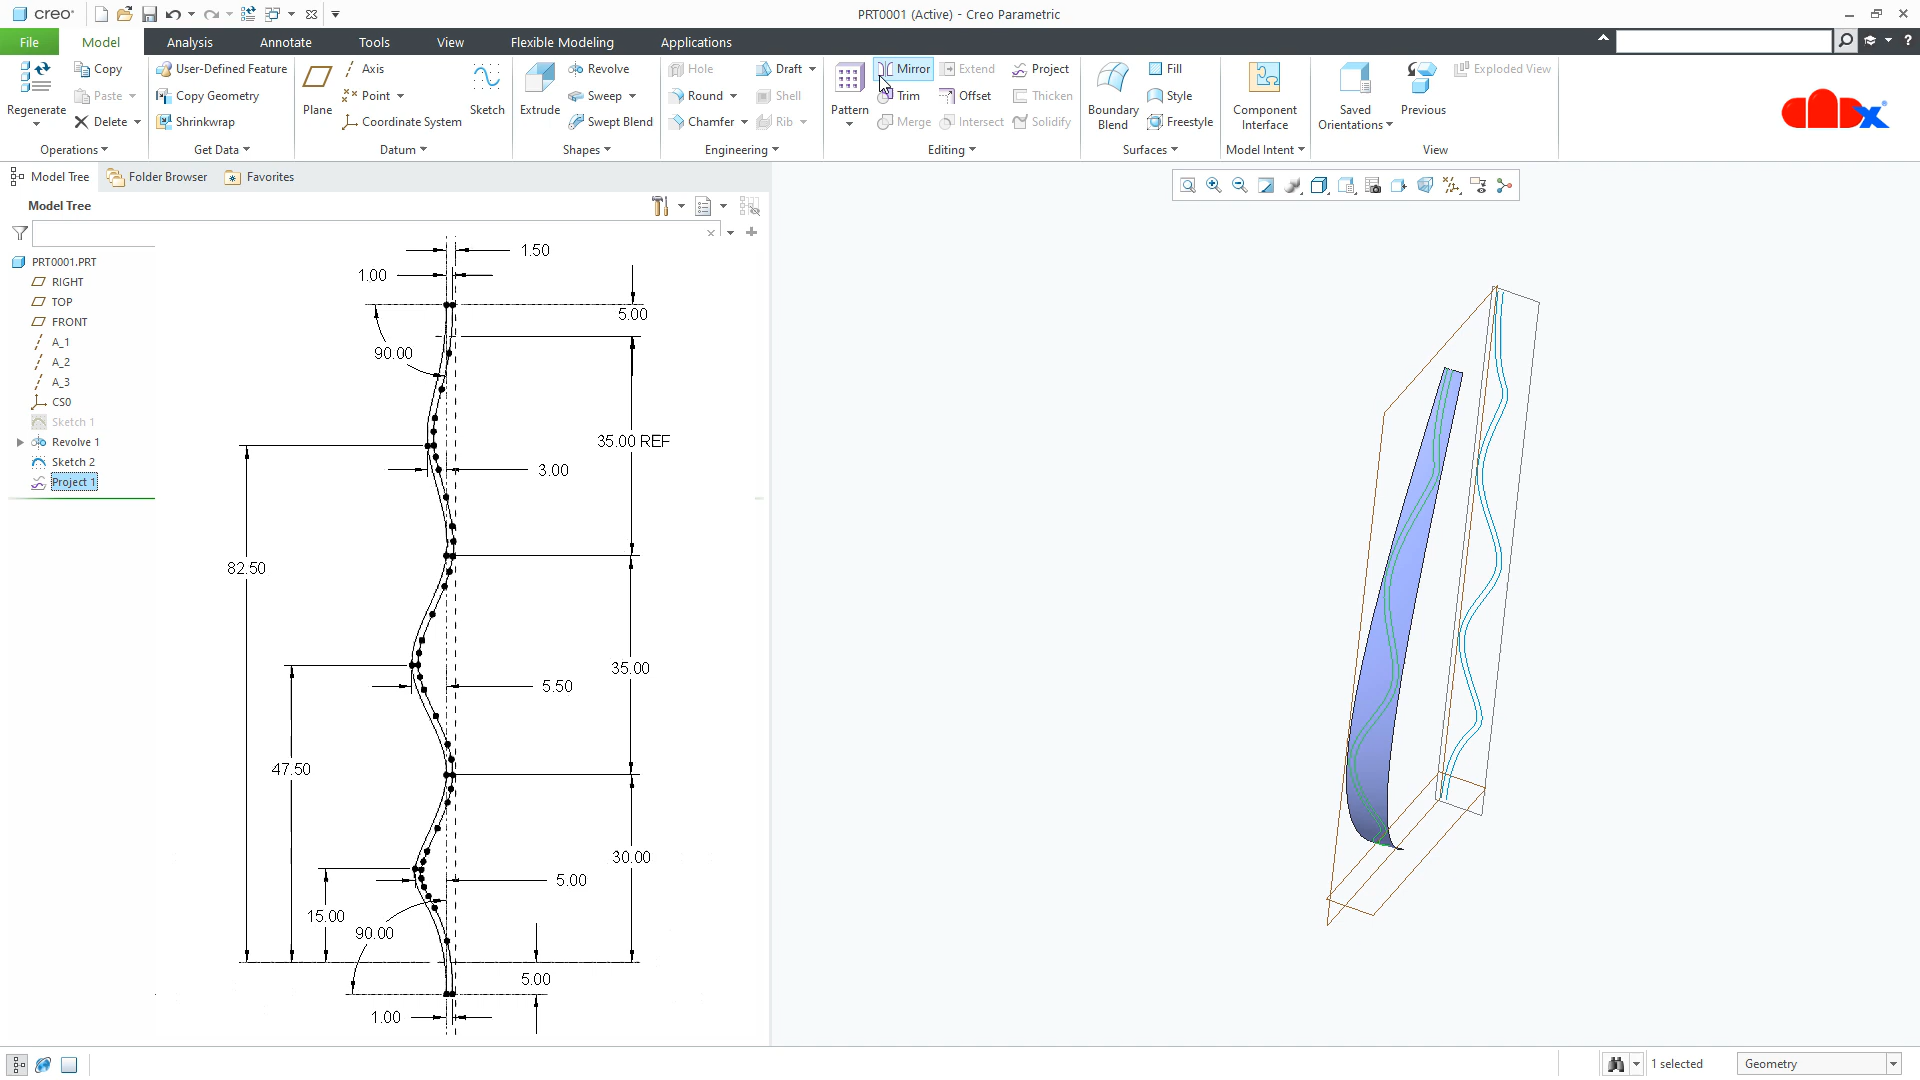 creo
PRT0001 (Active) - Creo Parametric
File Model Analysis Annotate Tools View Flexible Modeling Applications
Regenerate
Copy
Paste
Delete
Operations
User-Defined Feature
Copy Geometry
Shrinkwrap
Get Data
Plane
Axis
Point
Coordinate System
Sketch
Datum
Extrude
Revolve
Sweep
Swept Blend
Shapes
Hole
Round
Chamfer
Draft
Shell
Rib
Engineering
Pattern
Mirror
Trim
Merge
Extend
Offset
Intersect
Project
Thicken
Solidify
Editing
Boundary
Blend
Fill
Style
Freestyle
Surfaces
Component
Interface
Model Intent
Saved
Orientations
Previous
Exploded View
View
Model Tree Folder Browser Favorites
Model Tree
PRT0001.PRT
RIGHT
TOP
FRONT
A_1
A_2
A_3
CS0
Sketch 1
Revolve 1
Sketch 2
Project 1
1.50
1.00
5.00
90.00
35.00 REF
3.00
82.50
35.00
5.50
47.50
30.00
5.00
15.00
90.00
5.00
1.00
1 selected
Geometry